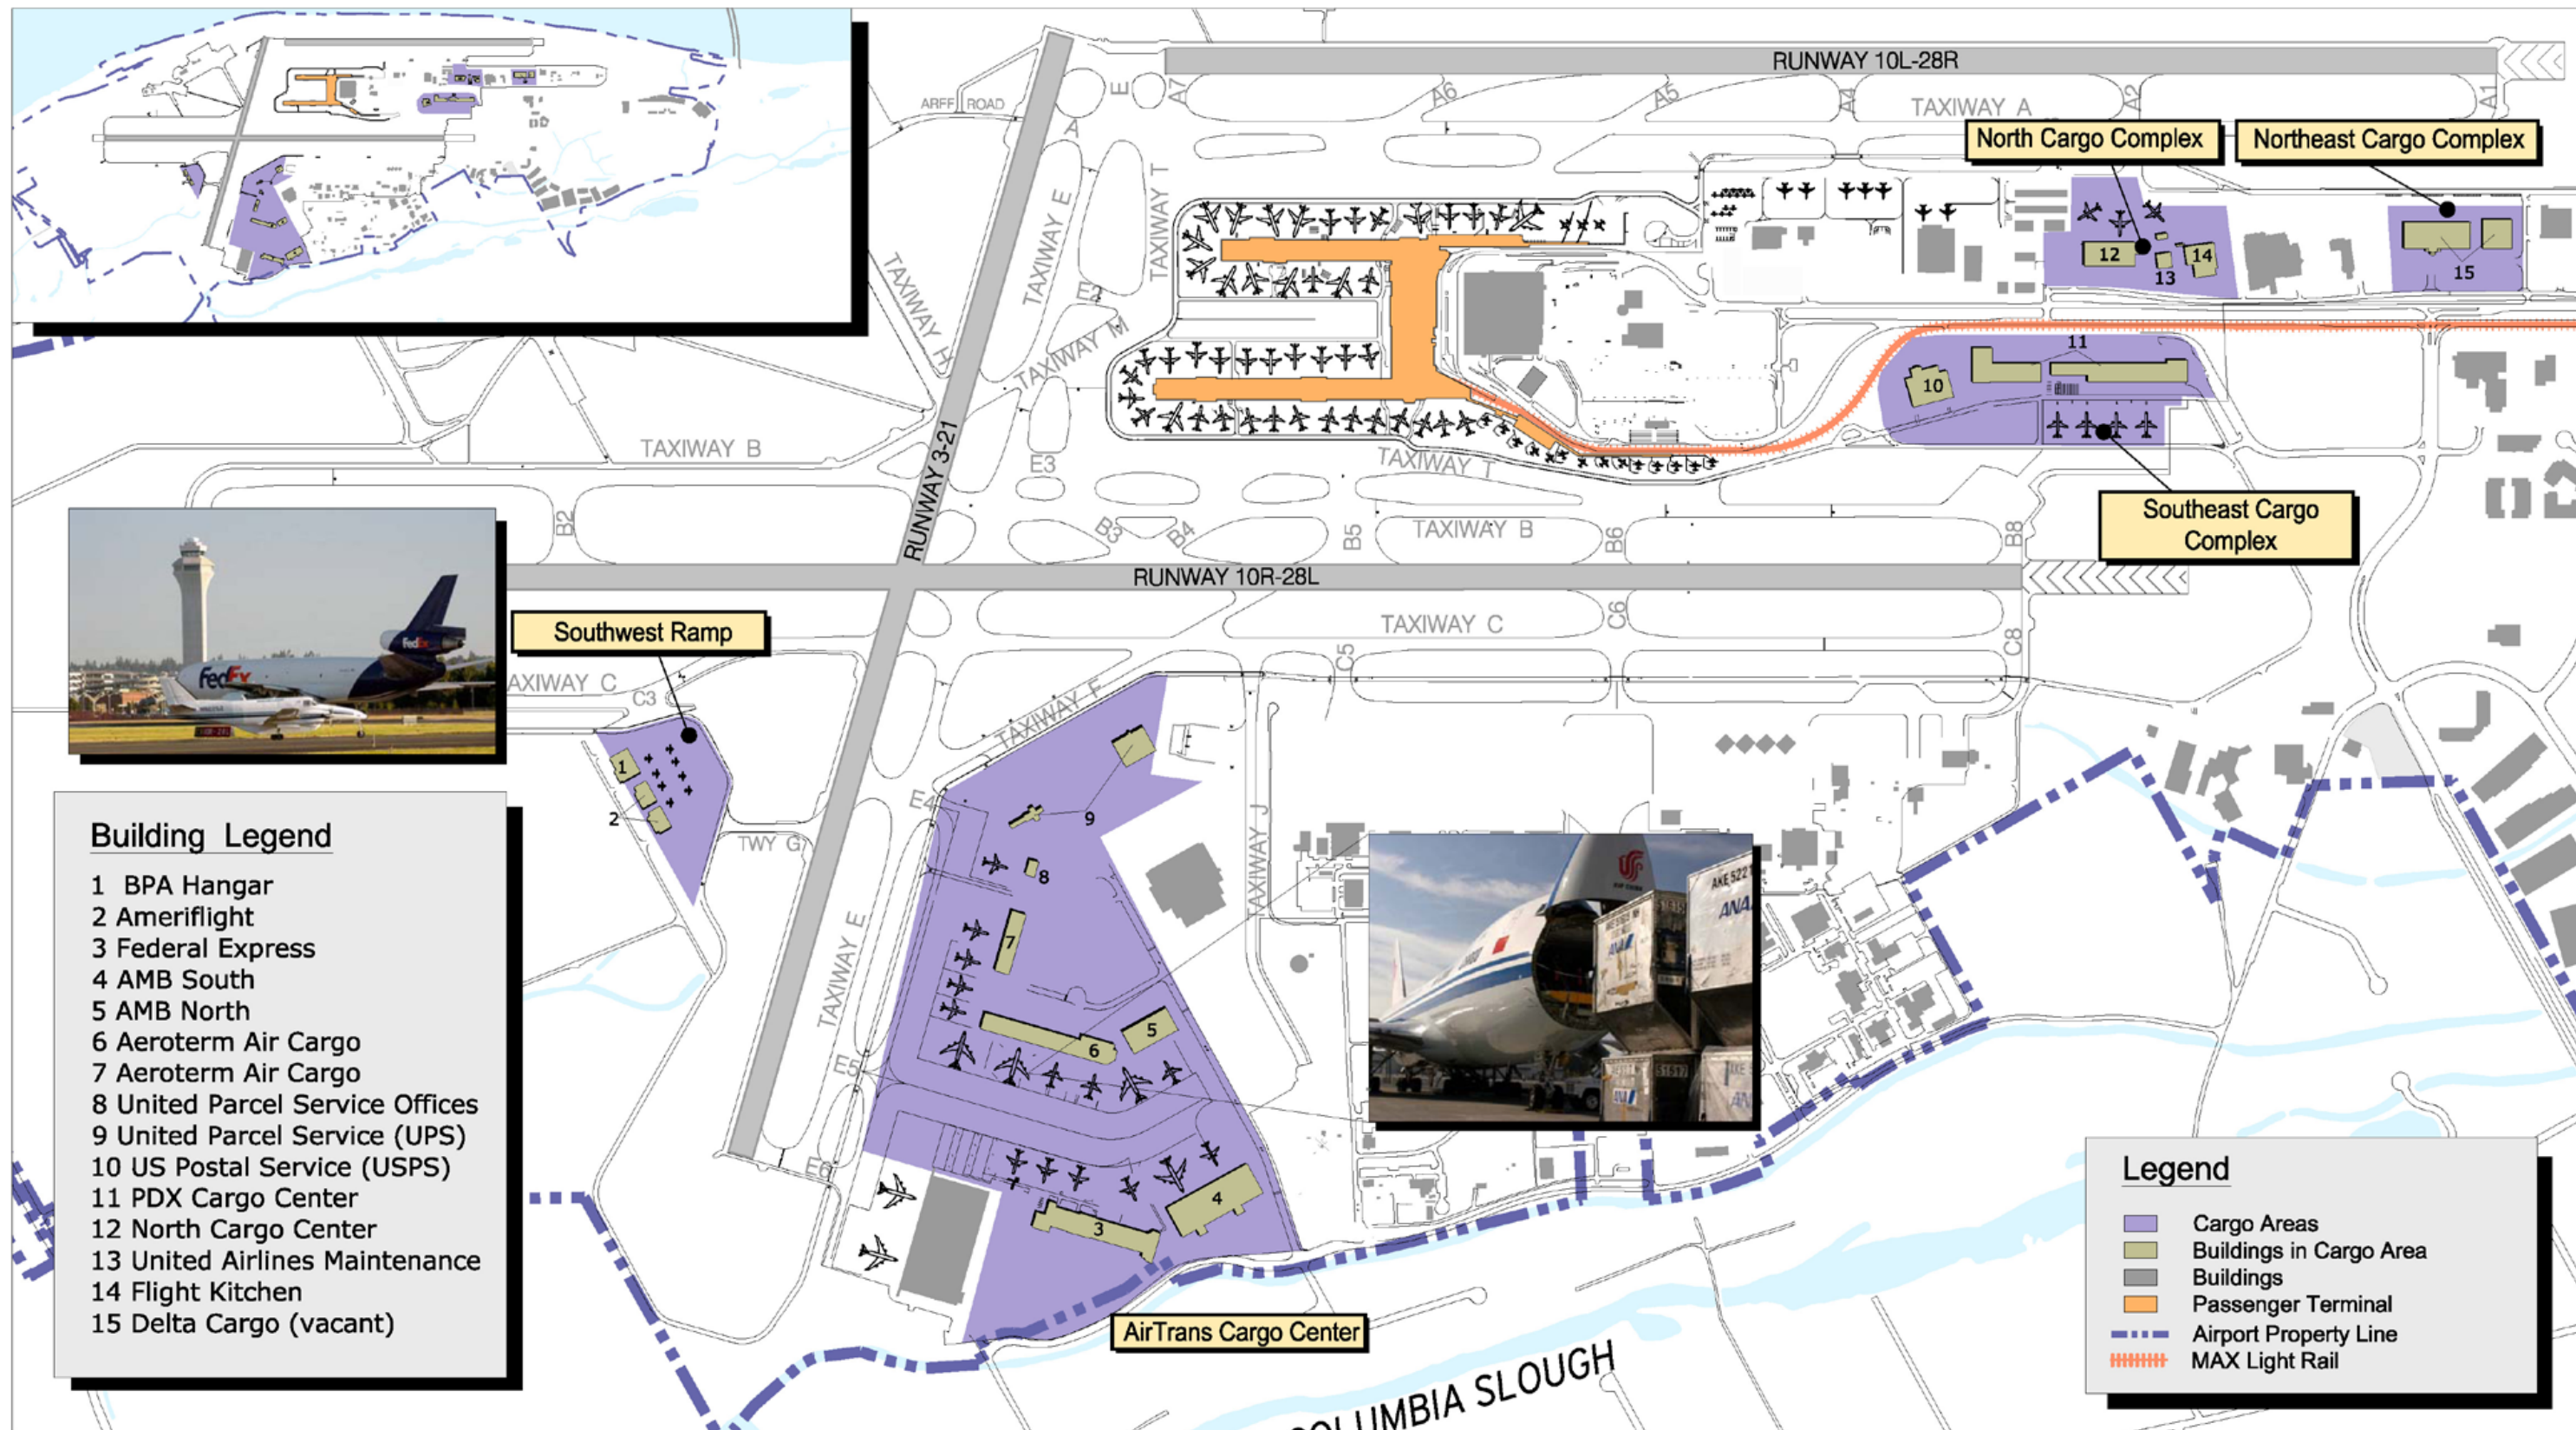 RUNWAY 10L-28R
ARFF ROAD
E
A7
A6
A5
A4
TAXIWAY A
A2
A1
A
North Cargo Complex
Northeast Cargo Complex
TAXIWAY T
TAXIWAY E
TAXIWAY H
E2
TAXIWAY M
12
13
14
15
11
10
TAXIWAY B
RUNWAY 3-21
E3
TAXIWAY T
B2
B3
B4
B5
TAXIWAY B
B6
B8
Southeast Cargo
Complex
RUNWAY 10R-28L
FedEx
FedEx
Southwest Ramp
AXIWAY C
C3
TAXIWAY C
C5
C6
C8
TAXIWAY F
1
2
TWY G
E4
9
8
7
TAXIWAY J
TAXIWAY E
5
6
E5
E6
4
3
AIR CHINA
AKE 5221
ANA
ANA
ANA
Building Legend
1 BPA Hangar
2 Ameriflight
3 Federal Express
4 AMB South
5 AMB North
6 Aeroterm Air Cargo
7 Aeroterm Air Cargo
8 United Parcel Service Offices
9 United Parcel Service (UPS)
10 US Postal Service (USPS)
11 PDX Cargo Center
12 North Cargo Center
13 United Airlines Maintenance
14 Flight Kitchen
15 Delta Cargo (vacant)
AirTrans Cargo Center
COLUMBIA SLOUGH
Legend
Cargo Areas
Buildings in Cargo Area
Buildings
Passenger Terminal
Airport Property Line
MAX Light Rail